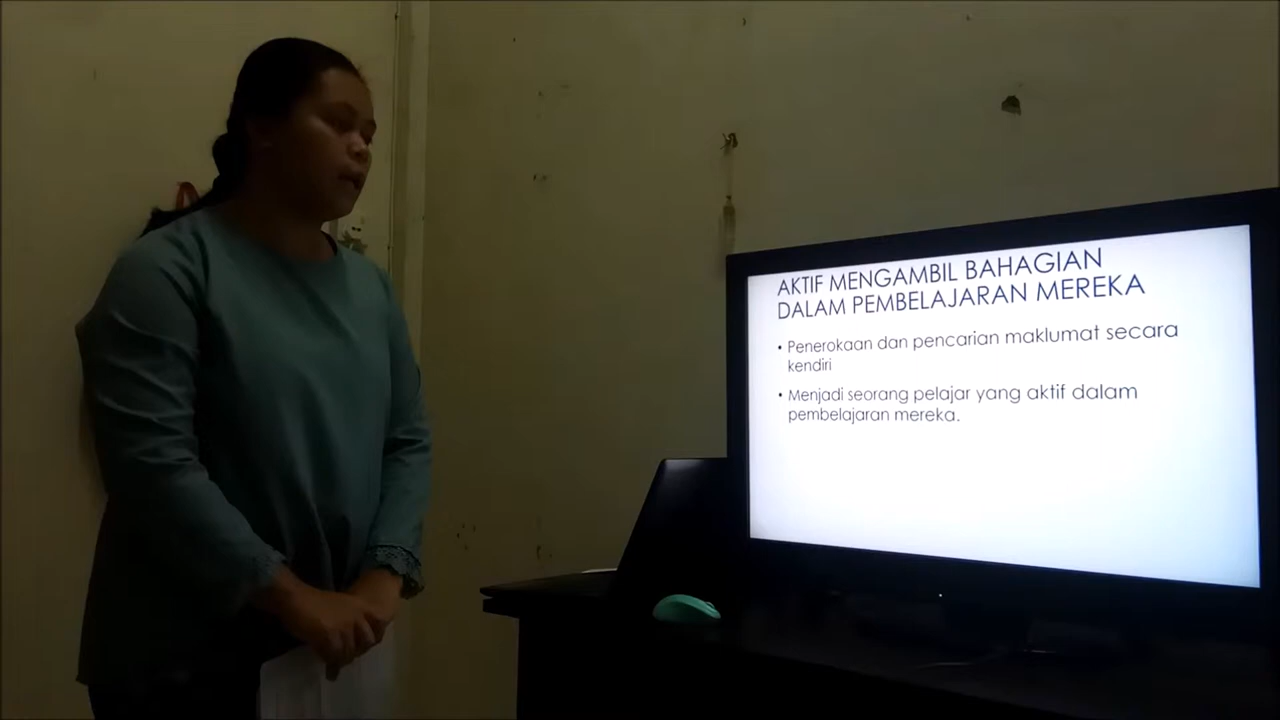 AKTIF MENGAMBIL BAHAGIAN
DALAM PEMBELAJARAN MEREKA
• Penerokaan dan pencarian maklumat secara
kendiri
• Menjadi seorang pelajar yang aktif dalam
pembelajaran mereka.